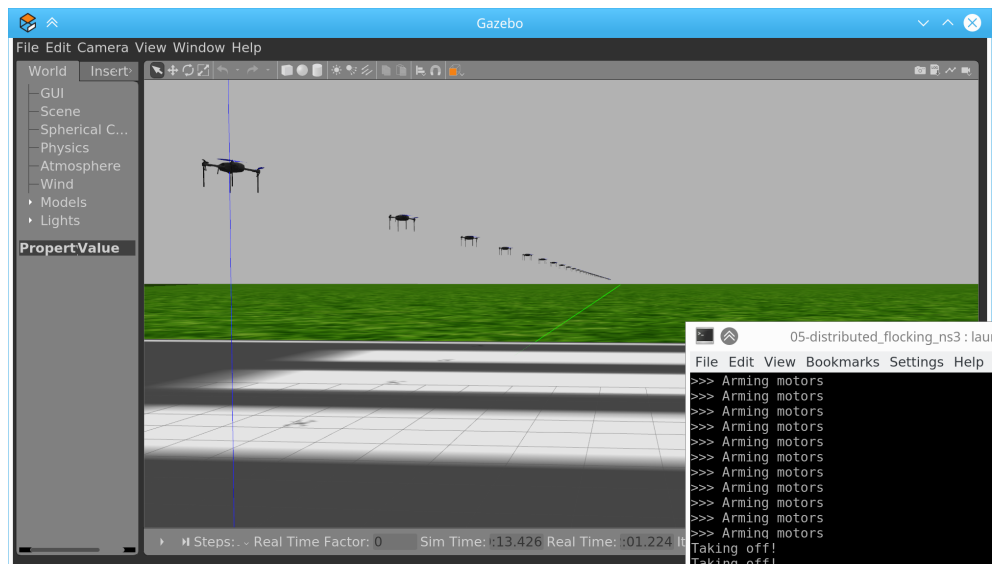 Gazebo
File Edit Camera View Window Help
World Insert
GUI
Scene
Spherical C...
Physics
Atmosphere
Wind
Models
Lights
Propert Value
Steps: Real Time Factor: 0 Sim Time: :13.426 Real Time: :01.224 It
05-distributed_flocking_ns3 : lau
File Edit View Bookmarks Settings Help
>>> Arming motors
>>> Arming motors
>>> Arming motors
>>> Arming motors
>>> Arming motors
>>> Arming motors
>>> Arming motors
>>> Arming motors
>>> Arming motors
>>> Arming motors
>>> Arming motors
Taking off!
Taking off!